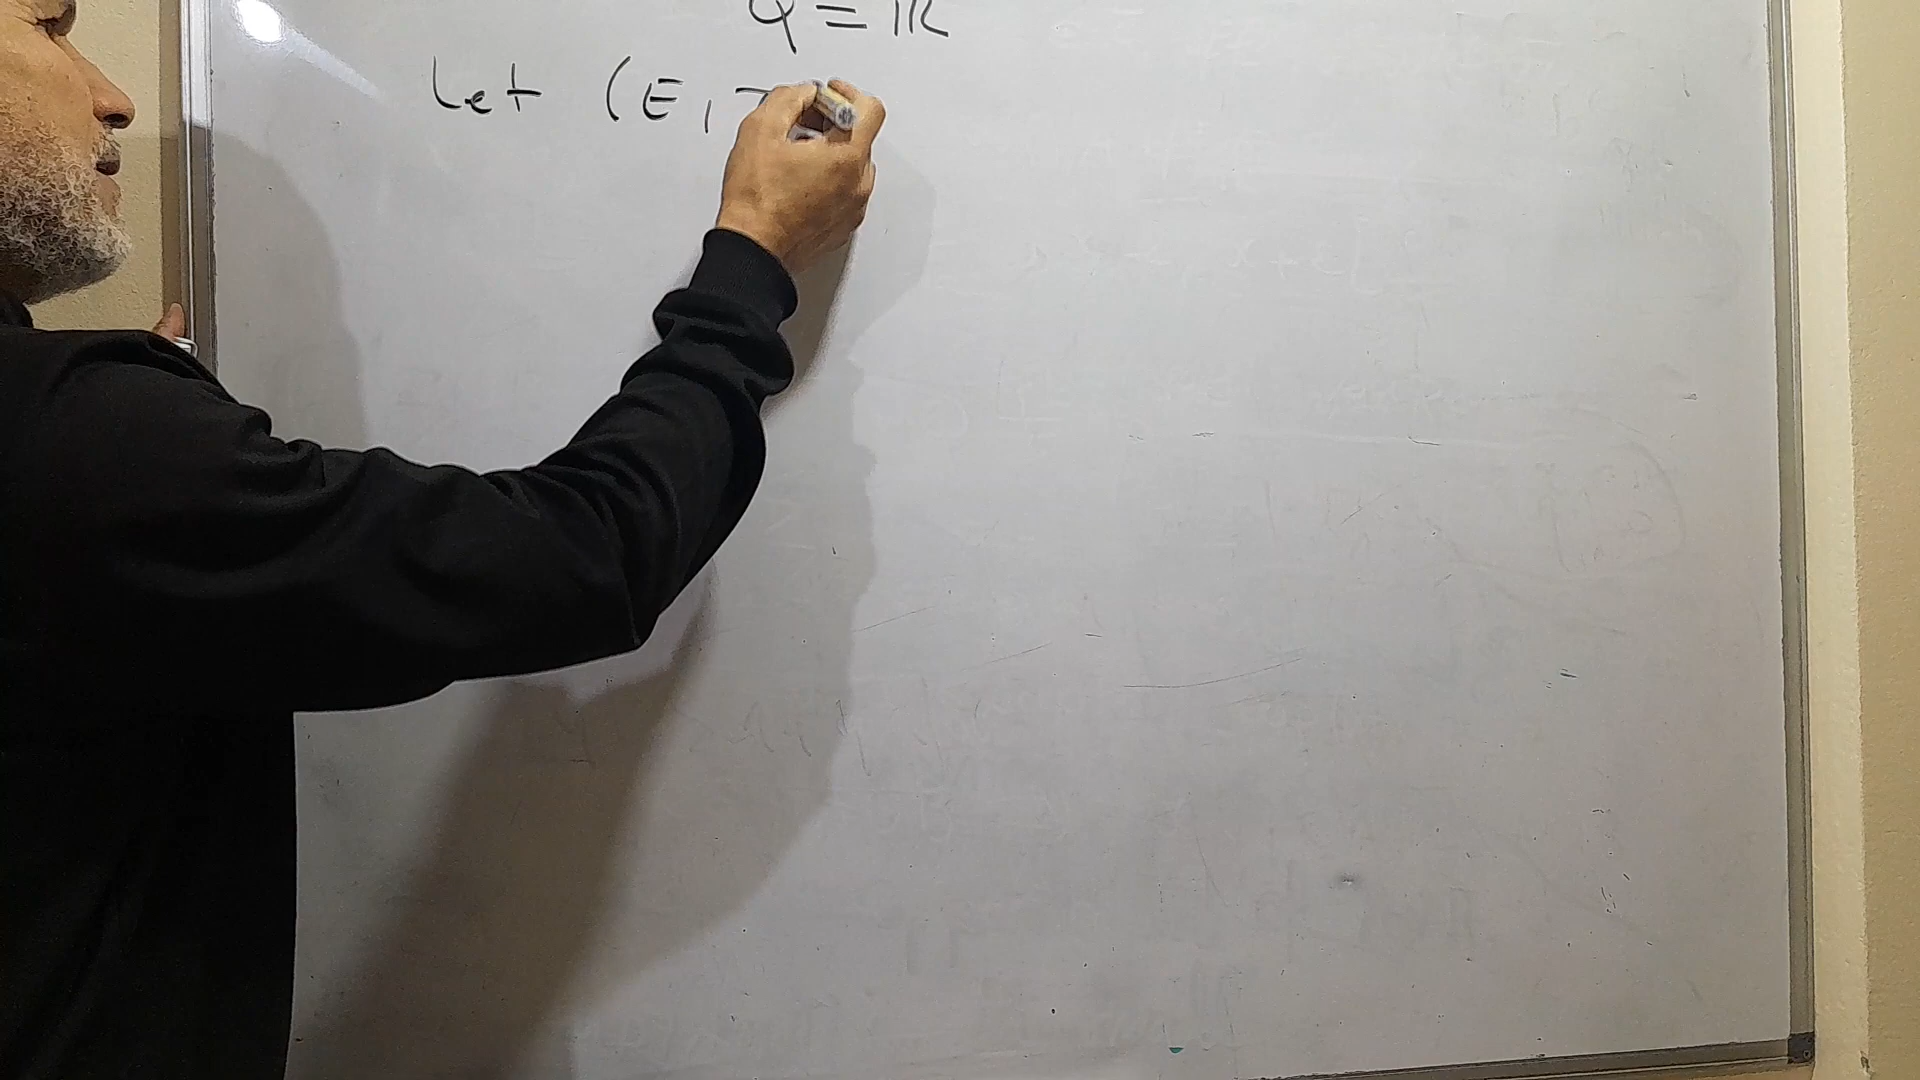 Q = ℝ
Let (E,